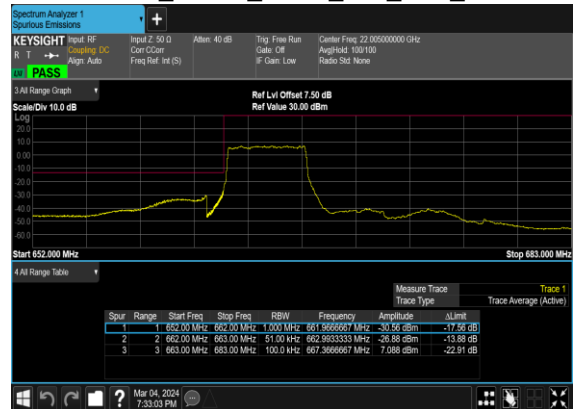 Spectrum Analyzer 1
Spurious Emissions
+
KEYSIGHT Input: RF Input Z: 50 Ω Atten: 40 dB Trig: Free Run Center Freq: 22.005000000 GHz
R T Coupling: DC Corr CCorr Gate: Off Avg|Hold: 100/100
Align: Auto Freq Ref: Int (S) IF Gain: Low Radio Std: None
PASS
3 All Range Graph
Ref Lvl Offset 7.50 dB
Scale/Div 10.0 dB Ref Value 30.00 dBm
Log
20.0
10.0
0.00
-10.0
-20.0
-30.0
-40.0
-50.0
-60.0
Start 652.000 MHz Stop 683.000 MHz
4 All Range Table
Measure Trace Trace 1
Trace Type Trace Average (Active)
Spur Range Start Freq Stop Freq RBW Frequency Amplitude ΔLimit
1 1 652.00 MHz 662.00 MHz 1.000 MHz 661.9666667 MHz -30.56 dBm -17.56 dB
2 2 662.00 MHz 663.00 MHz 51.00 kHz 662.9933333 MHz -26.88 dBm -13.88 dB
3 3 663.00 MHz 683.00 MHz 100.0 kHz 667.3666667 MHz 7.088 dBm -22.91 dB
?
Mar 04, 2024
7:33:03 PM